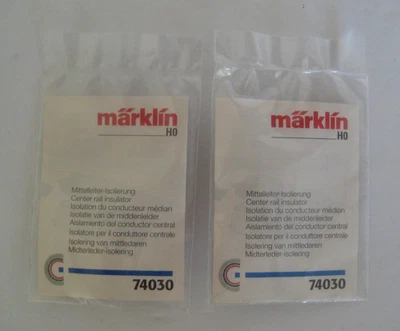 märklin
H0
Mittelleiter-Isolierung
Center rail insulator
Isolation du conducteur médian
Isolatie van de middenleider
Aislamiento del conductor central
Isolatore per il conduttore centrale
Isolering van mittledaren
Midterleder-isolering
74030
märklin
H0
Mittelleiter-Isolierung
Center rail insulator
Isolation du conducteur médian
Isolatie van de middenleider
Aislamiento del conductor central
Isolatore per il conduttore centrale
Isolering van mittledaren
Midterleder-isolering
74030